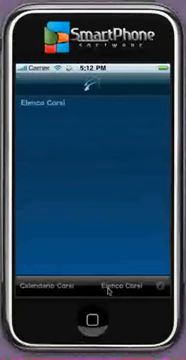 SmartPhone
SOFTWARE
Carrier 5:12 PM
Elenco Corsi
Calendario Corsi Elenco Corsi